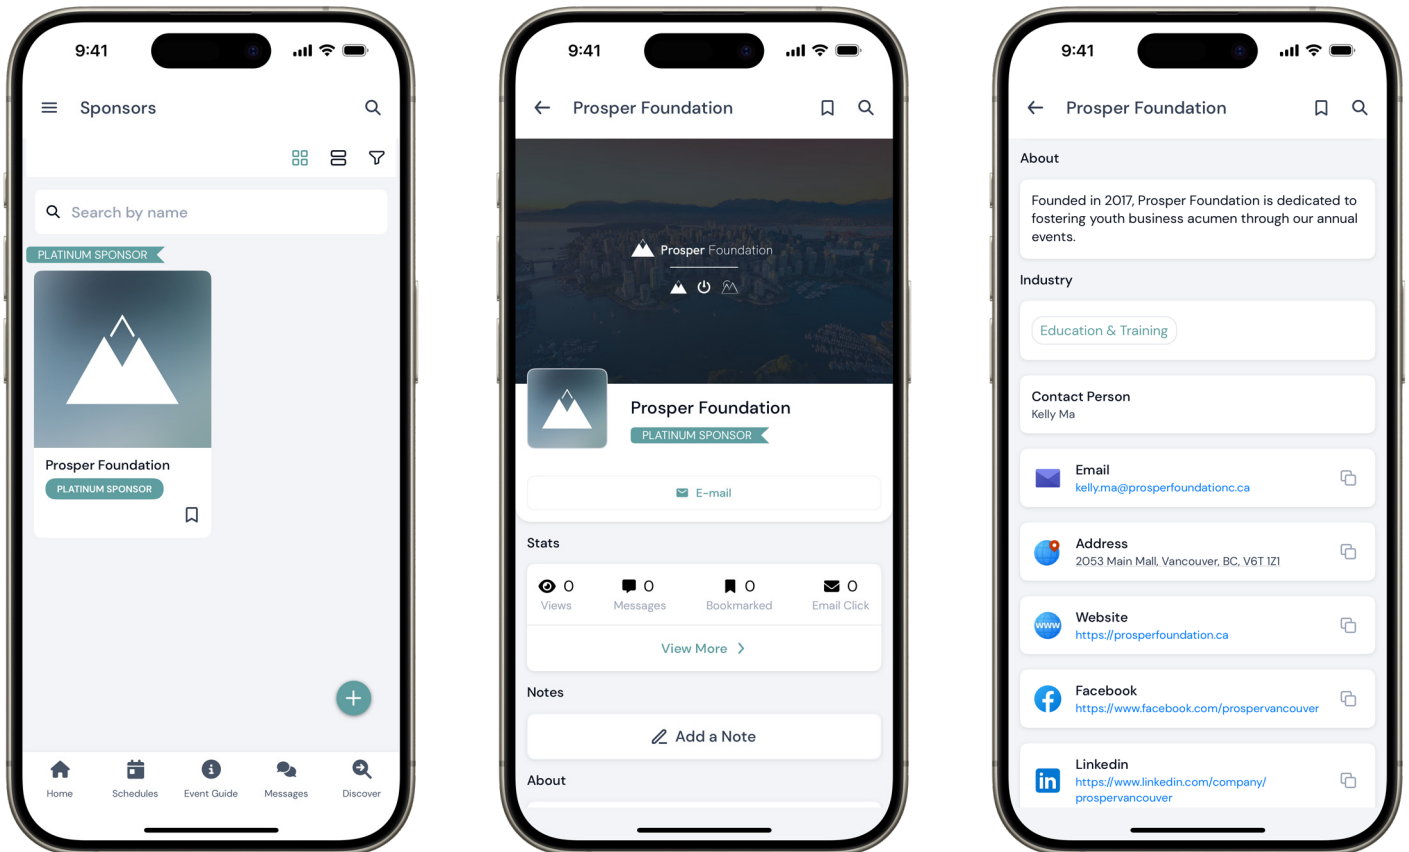 9:41
Sponsors
Search by name
PLATINUM SPONSOR
Prosper Foundation
PLATINUM SPONSOR
Home
Schedules
Event Guide
Messages
Discover
9:41
Prosper Foundation
Prosper Foundation
Prosper Foundation
PLATINUM SPONSOR
E-mail
Stats
0
Views
0
Messages
0
Bookmarked
0
Email Click
View More
Notes
Add a Note
About
9:41
Prosper Foundation
About
Founded in 2017, Prosper Foundation is dedicated to
fostering youth business acumen through our annual
events.
Industry
Education & Training
Contact Person
Kelly Ma
Email
kelly.ma@prosperfoundationc.ca
Address
2053 Main Mall, Vancouver, BC, V6T 1Z1
www
Website
https://prosperfoundation.ca
Facebook
https://www.facebook.com/prospervancouver
in
Linkedin
https://www.linkedin.com/company/
prospervancouver